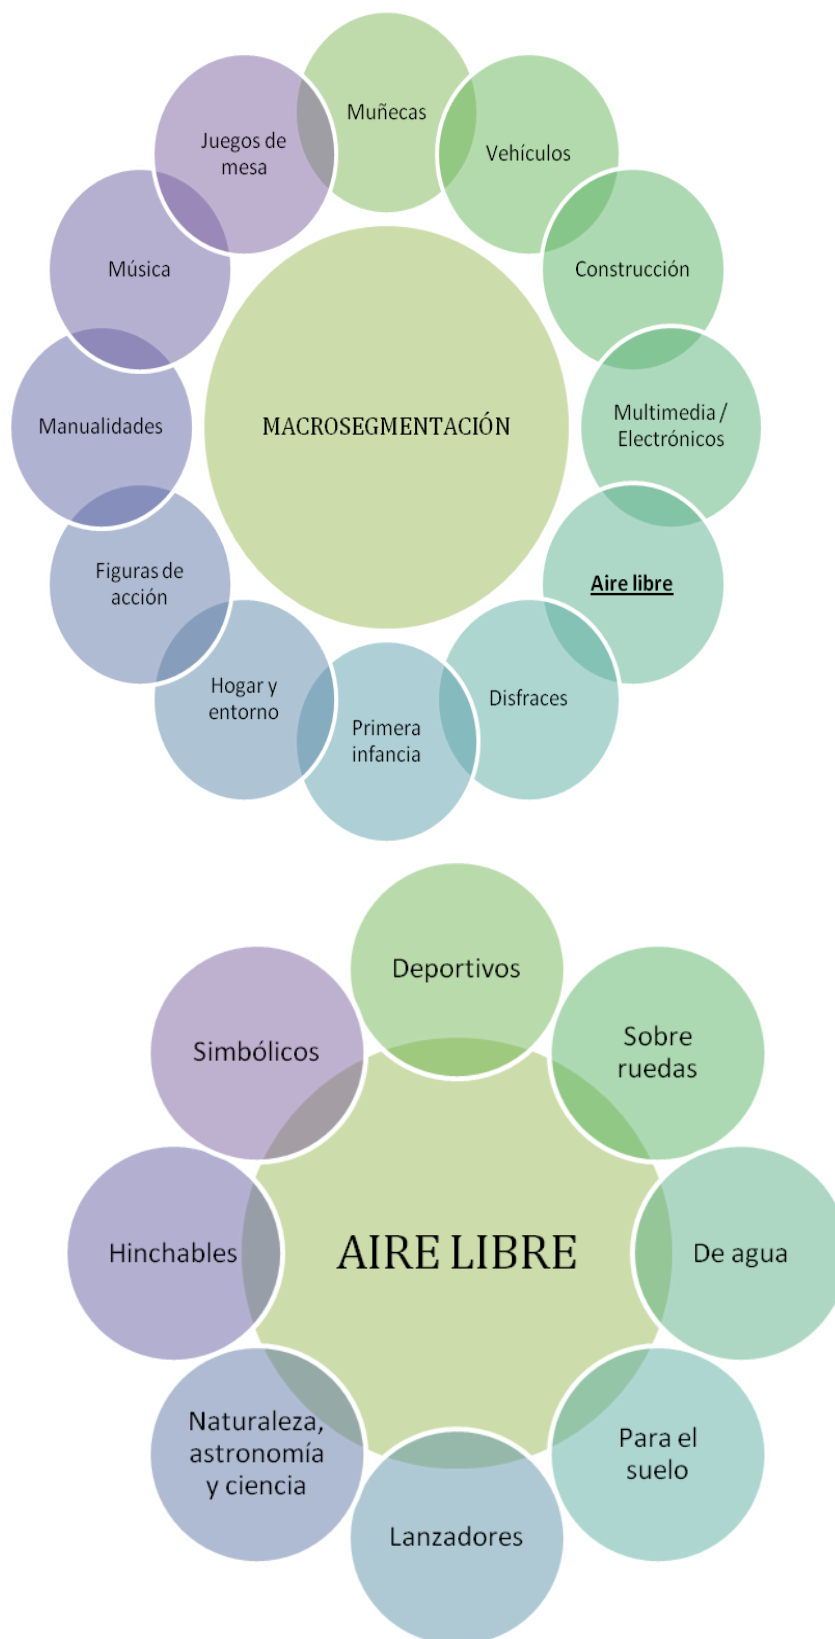 Muñecas
Vehículos
Construcción
Multimedia /
Electrónicos
Aire libre
Disfraces
Primera
infancia
Hogar y
entorno
Figuras de
acción
Manualidades
Música
Juegos de
mesa
MACROSEGMENTACIÓN
Deportivos
Sobre
ruedas
De agua
Para el
suelo
Lanzadores
Naturaleza,
astronomía
y ciencia
Hinchables
Simbólicos
AIRE LIBRE